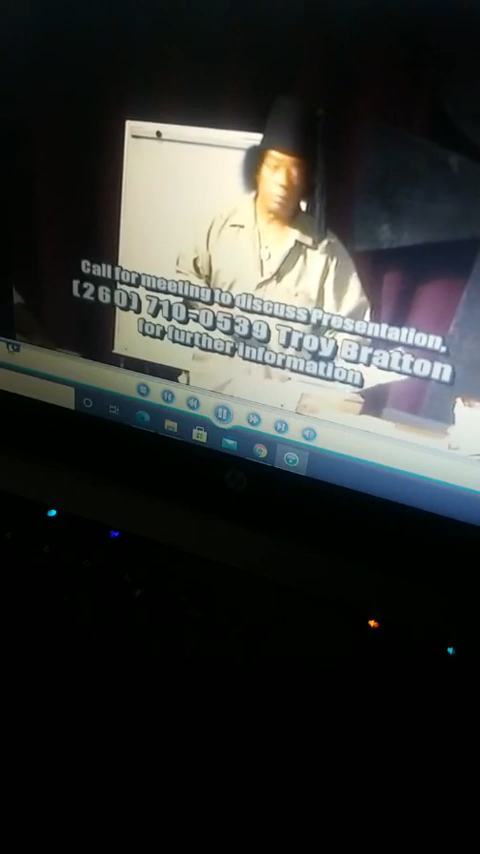 Call for meeting to discuss Presentation,
(260) 710-0539 Troy Bratton
for further information